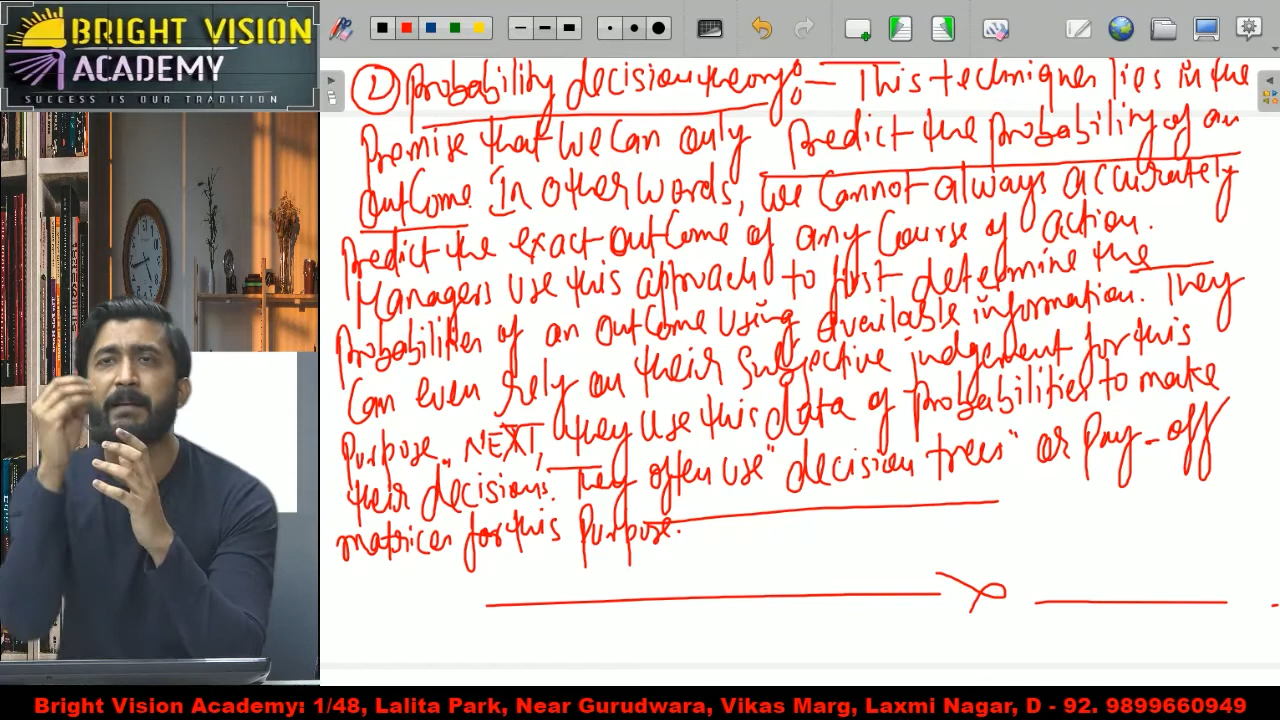 BRIGHT VISION
ACADEMY
SUCCESS IS OUR TRADITION
① Probability decision theory:- This techniques lies in the
Premise that we can only Predict the probability of an
outcome In other words, we cannot always accurately
Predict the exact outcome of any Course of action.
Managers use this approach to first determine the
Probabilities of an outcome using available information. They
Can even rely on their subjective judgement for this
Purpose. NEXT, they use this data of probabilities to make
their decisions. They often use "decision trees" or Pay-off
matrices for this Purpose.
Bright Vision Academy: 1/48, Lalita Park, Near Gurudwara, Vikas Marg, Laxmi Nagar, D - 92. 9899660949